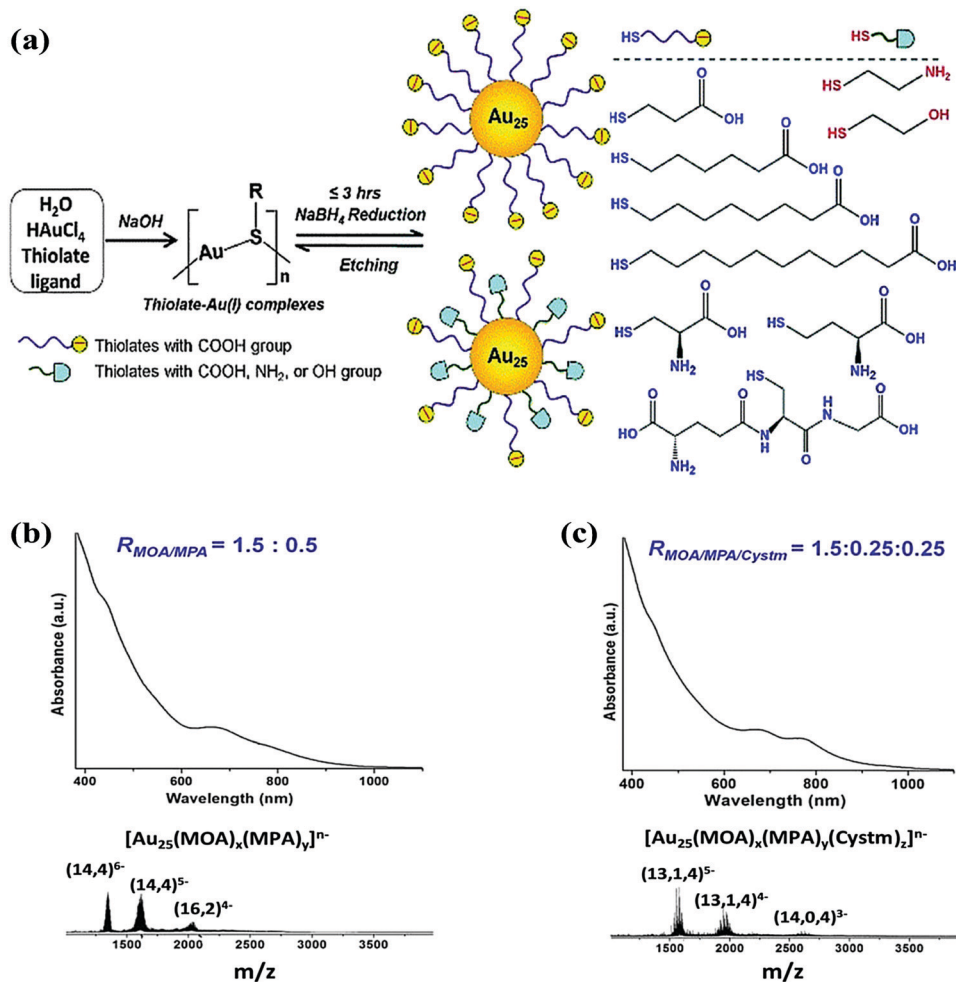 (a)
H₂O
HAuCl₄
Thiolate
ligand
NaOH
R
Au
S
n
Thiolate-Au(I) complexes
≤ 3 hrs
NaBH₄ Reduction
Etching
Thiolates with COOH group
Thiolates with COOH, NH₂, or OH group
Au₂₅
Au₂₅
HS
HS
HS
O
OH
HS
NH₂
HS
OH
HS
O
OH
HS
O
OH
HS
O
OH
HS
O
OH
NH₂
HS
O
OH
NH₂
HS
O
HO
NH₂
O
N
H
O
H
N
O
OH
(b)
R_MOA/MPA = 1.5 : 0.5
Absorbance (a.u.)
400 600 800 1000
Wavelength (nm)
[Au₂₅(MOA)ₓ(MPA)ᵧ]ⁿ⁻
(14,4)⁶⁻
(14,4)⁵⁻
(16,2)⁴⁻
1500 2000 2500 3000 3500
m/z
(c)
R_MOA/MPA/Cystm = 1.5:0.25:0.25
Absorbance (a.u.)
400 600 800 1000
Wavelength (nm)
[Au₂₅(MOA)ₓ(MPA)ᵧ(Cystm)_z]ⁿ⁻
(13,1,4)⁵⁻
(13,1,4)⁴⁻
(14,0,4)³⁻
1500 2000 2500 3000 3500
m/z